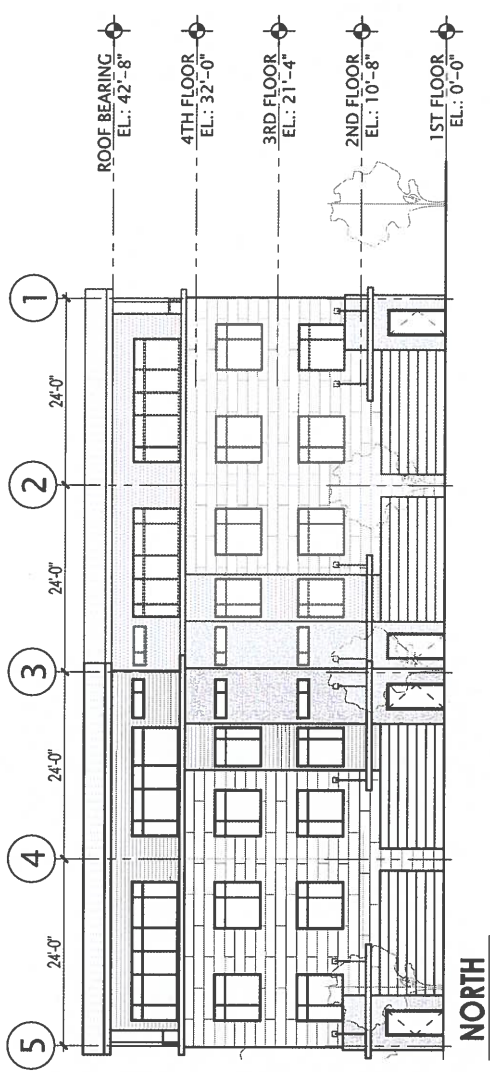 5
4
3
2
1
24'-0"
24'-0"
24'-0"
24'-0"
ROOF BEARING
EL.: 42'-8"
4TH FLOOR
EL.: 32'-0"
3RD FLOOR
EL.: 21'-4"
2ND FLOOR
EL.: 10'-8"
1ST FLOOR
EL.: 0'-0"
NORTH